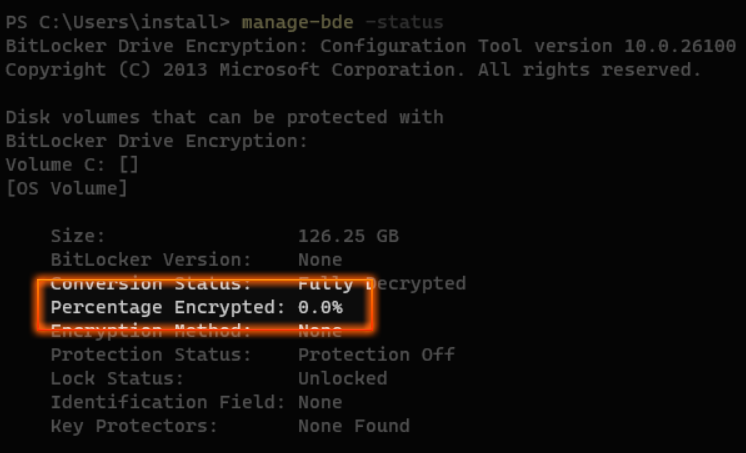 PS C:\Users\install> manage-bde -status
BitLocker Drive Encryption: Configuration Tool version 10.0.26100
Copyright (C) 2013 Microsoft Corporation. All rights reserved.
Disk volumes that can be protected with
BitLocker Drive Encryption:
Volume C: []
[OS Volume]
Size: 126.25 GB
BitLocker Version: None
Conversion Status: Fully Decrypted
Percentage Encrypted: 0.0%
Encryption Method: None
Protection Status: Protection Off
Lock Status: Unlocked
Identification Field: None
Key Protectors: None Found